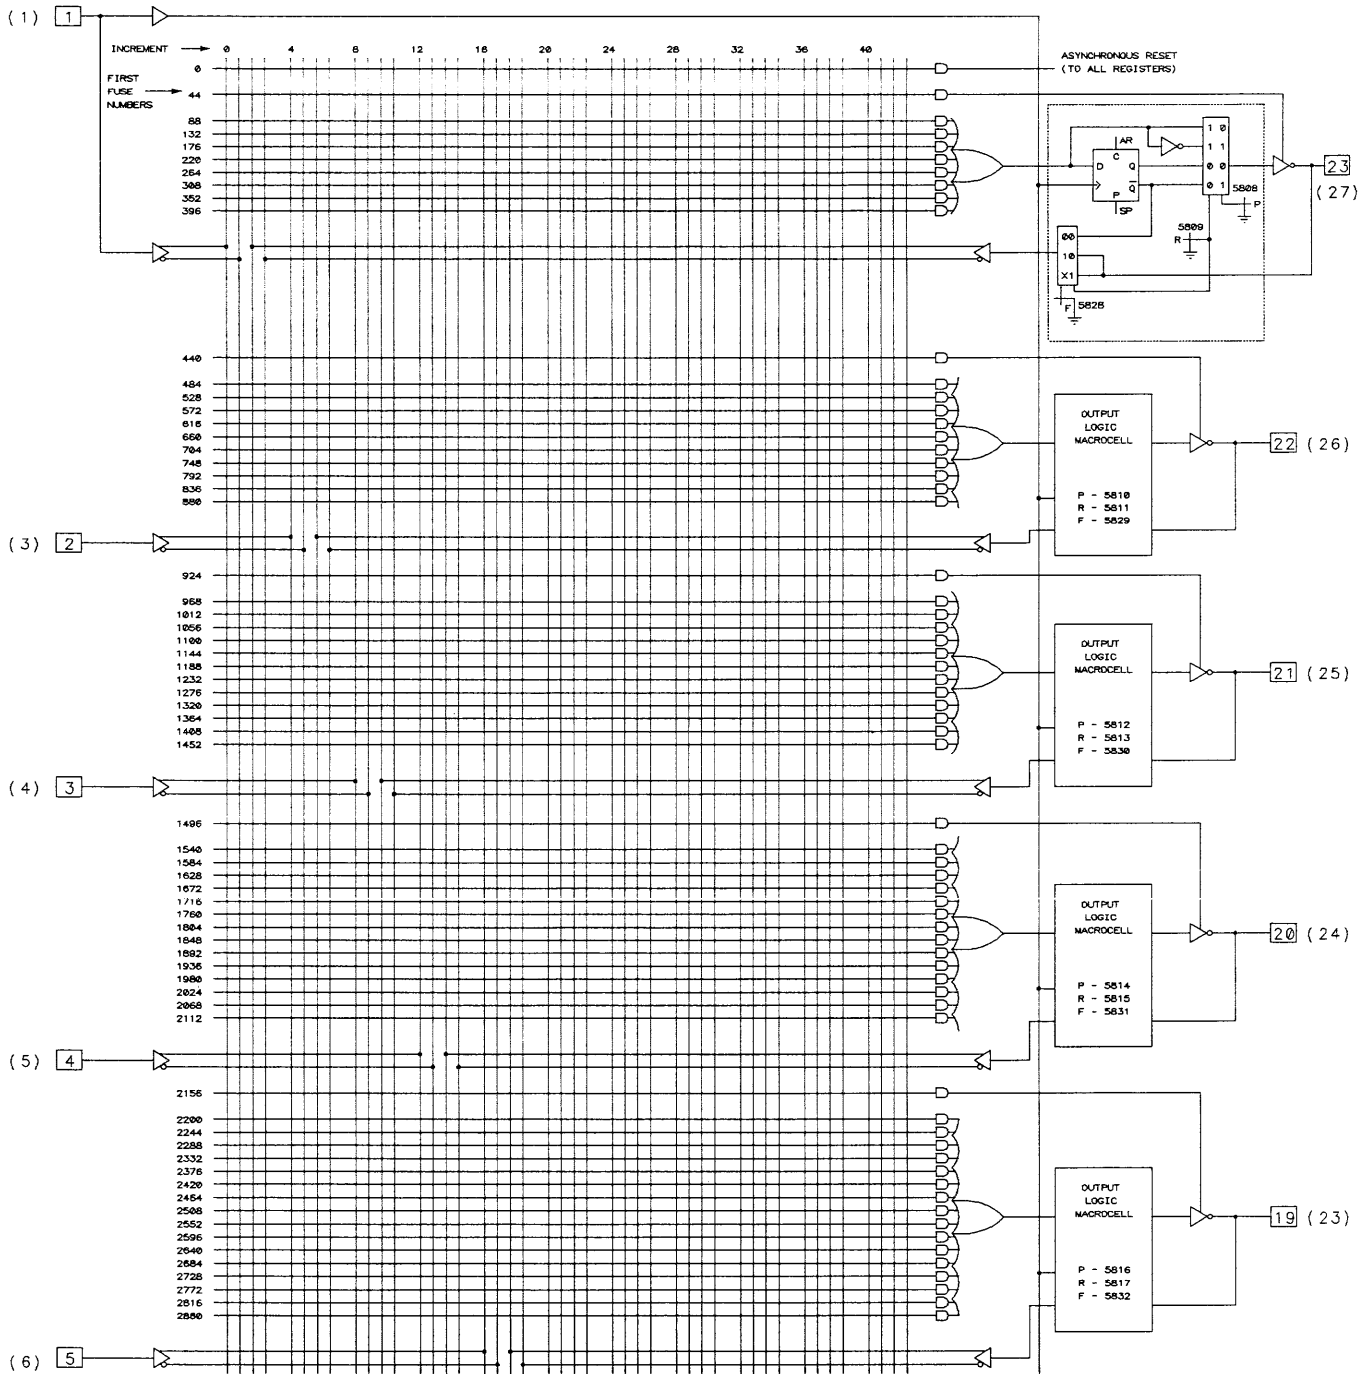 (1) 1
INCREMENT 0 4 8 12 16 20 24 28 32 36 40
ASYNCHRONOUS RESET
(TO ALL REGISTERS)
0
FIRST
FUSE
NUMBERS
44
88
132
176
220
264
308
352
396
AR
C
D Q
Q
P
SP
1 0
1 1
0 0
0 1
5808
P
5809
R
23
(27)
00
10
X1
F 5828
440
484
528
572
616
660
704
748
792
836
880
OUTPUT
LOGIC
MACROCELL
P - 5810
R - 5811
F - 5829
22 (26)
(3) 2
924
968
1012
1056
1100
1144
1188
1232
1276
1320
1364
1408
1452
OUTPUT
LOGIC
MACROCELL
P - 5812
R - 5813
F - 5830
21 (25)
(4) 3
1496
1540
1584
1628
1672
1716
1760
1804
1848
1892
1936
1980
2024
2068
2112
OUTPUT
LOGIC
MACROCELL
P - 5814
R - 5815
F - 5831
20 (24)
(5) 4
2156
2200
2244
2288
2332
2376
2420
2464
2508
2552
2596
2640
2684
2728
2772
2816
2860
OUTPUT
LOGIC
MACROCELL
P - 5816
R - 5817
F - 5832
19 (23)
(6) 5